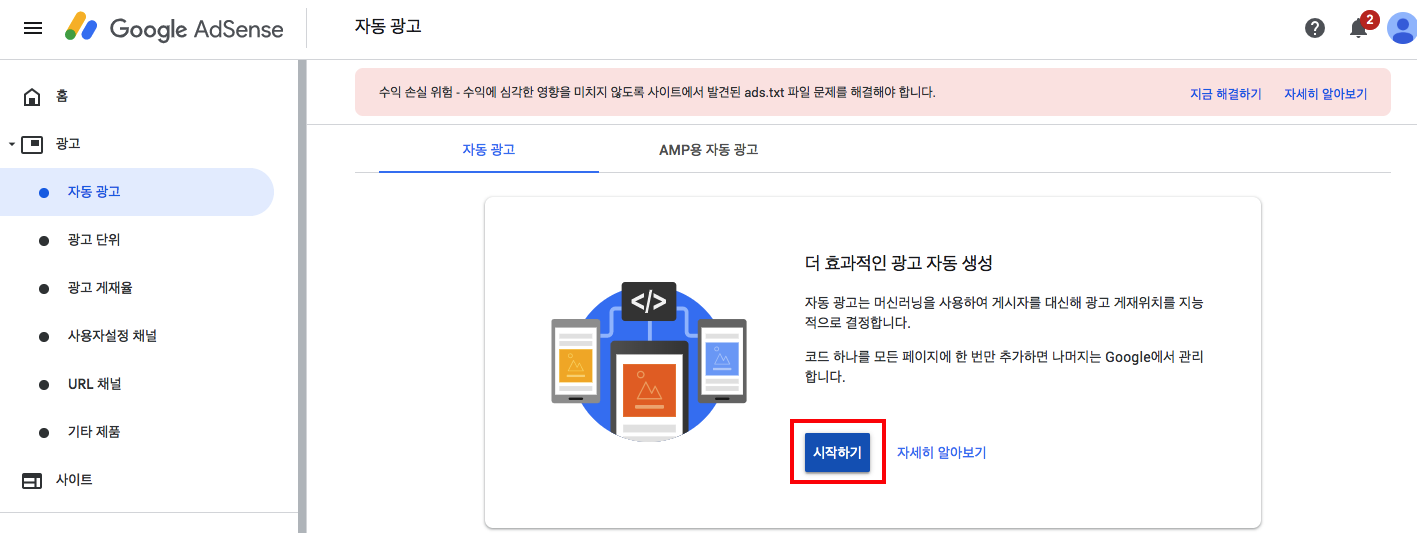 Google AdSense
자동 광고
2
홈
광고
자동 광고
광고 단위
광고 게재율
사용자설정 채널
URL 채널
기타 제품
사이트
수익 손실 위험 - 수익에 심각한 영향을 미치지 않도록 사이트에서 발견된 ads.txt 파일 문제를 해결해야 합니다.
지금 해결하기
자세히 알아보기
자동 광고
AMP용 자동 광고
</>
더 효과적인 광고 자동 생성
자동 광고는 머신러닝을 사용하여 게시자를 대신해 광고 게재위치를 지능
적으로 결정합니다.
코드 하나를 모든 페이지에 한 번만 추가하면 나머지는 Google에서 관리
합니다.
시작하기
자세히 알아보기